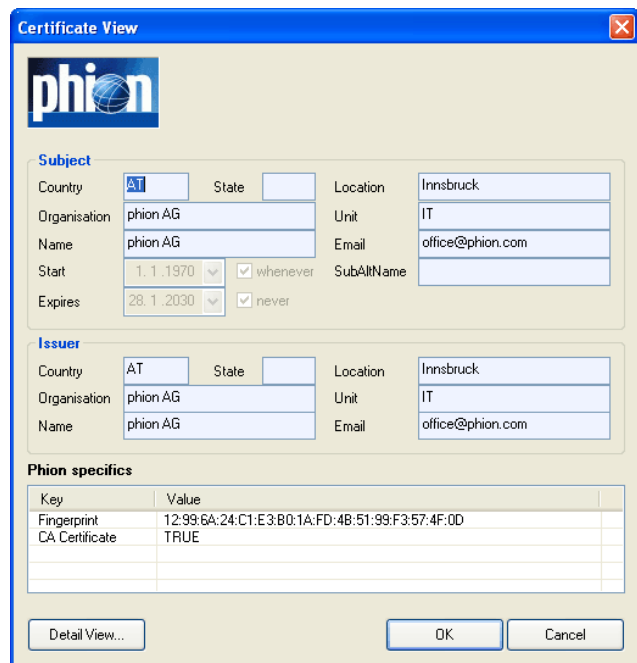 Certificate View
phion
Subject
Country AT State Location Innsbruck
Organisation phion AG Unit IT
Name phion AG Email office@phion.com
Start 1. 1 .1970 whenever SubAltName
Expires 28. 1 .2030 never
Issuer
Country AT State Location Innsbruck
Organisation phion AG Unit IT
Name phion AG Email office@phion.com
Phion specifics
Key Value
Fingerprint 12:99:6A:24:C1:E3:B0:1A:FD:4B:51:99:F3:57:4F:0D
CA Certificate TRUE
Detail View... OK Cancel